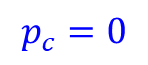 $p_c = 0$